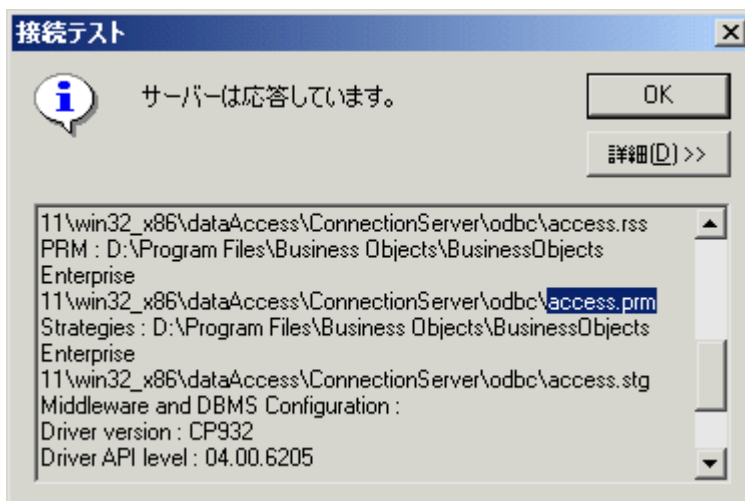 接続テスト
サーバーは応答しています。
OK
詳細(D) >>
11\win32_x86\dataAccess\ConnectionServer\odbc\access.rss
PRM : D:\Program Files\Business Objects\BusinessObjects
Enterprise
11\win32_x86\dataAccess\ConnectionServer\odbc\access.prm
Strategies : D:\Program Files\Business Objects\BusinessObjects
Enterprise
11\win32_x86\dataAccess\ConnectionServer\odbc\access.stg
Middleware and DBMS Configuration :
Driver version : CP932
Driver API level : 04.00.6205